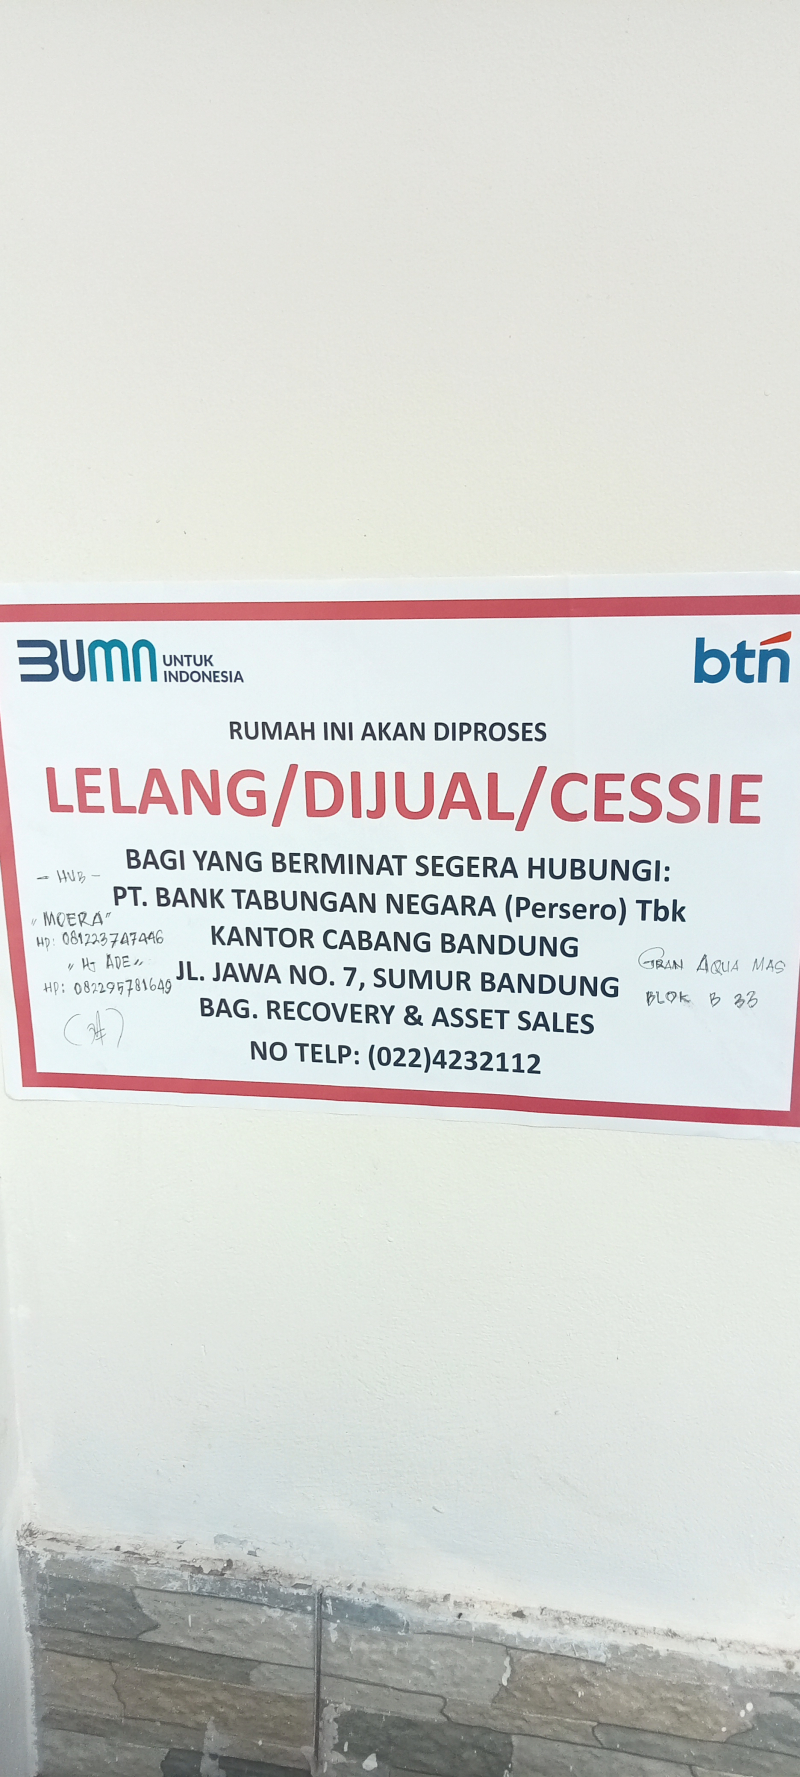 BUMN UNTUK
INDONESIA
btn
RUMAH INI AKAN DIPROSES
LELANG/DIJUAL/CESSIE
BAGI YANG BERMINAT SEGERA HUBUNGI:
PT. BANK TABUNGAN NEGARA (Persero) Tbk
KANTOR CABANG BANDUNG
JL. JAWA NO. 7, SUMUR BANDUNG
BAG. RECOVERY & ASSET SALES
NO TELP: (022)4232112
- HUB -
"MOERA"
HP: 081223747446
"Hj ADE"
HP: 082295781649
GRAN AQUA MAS
BLOK B 33